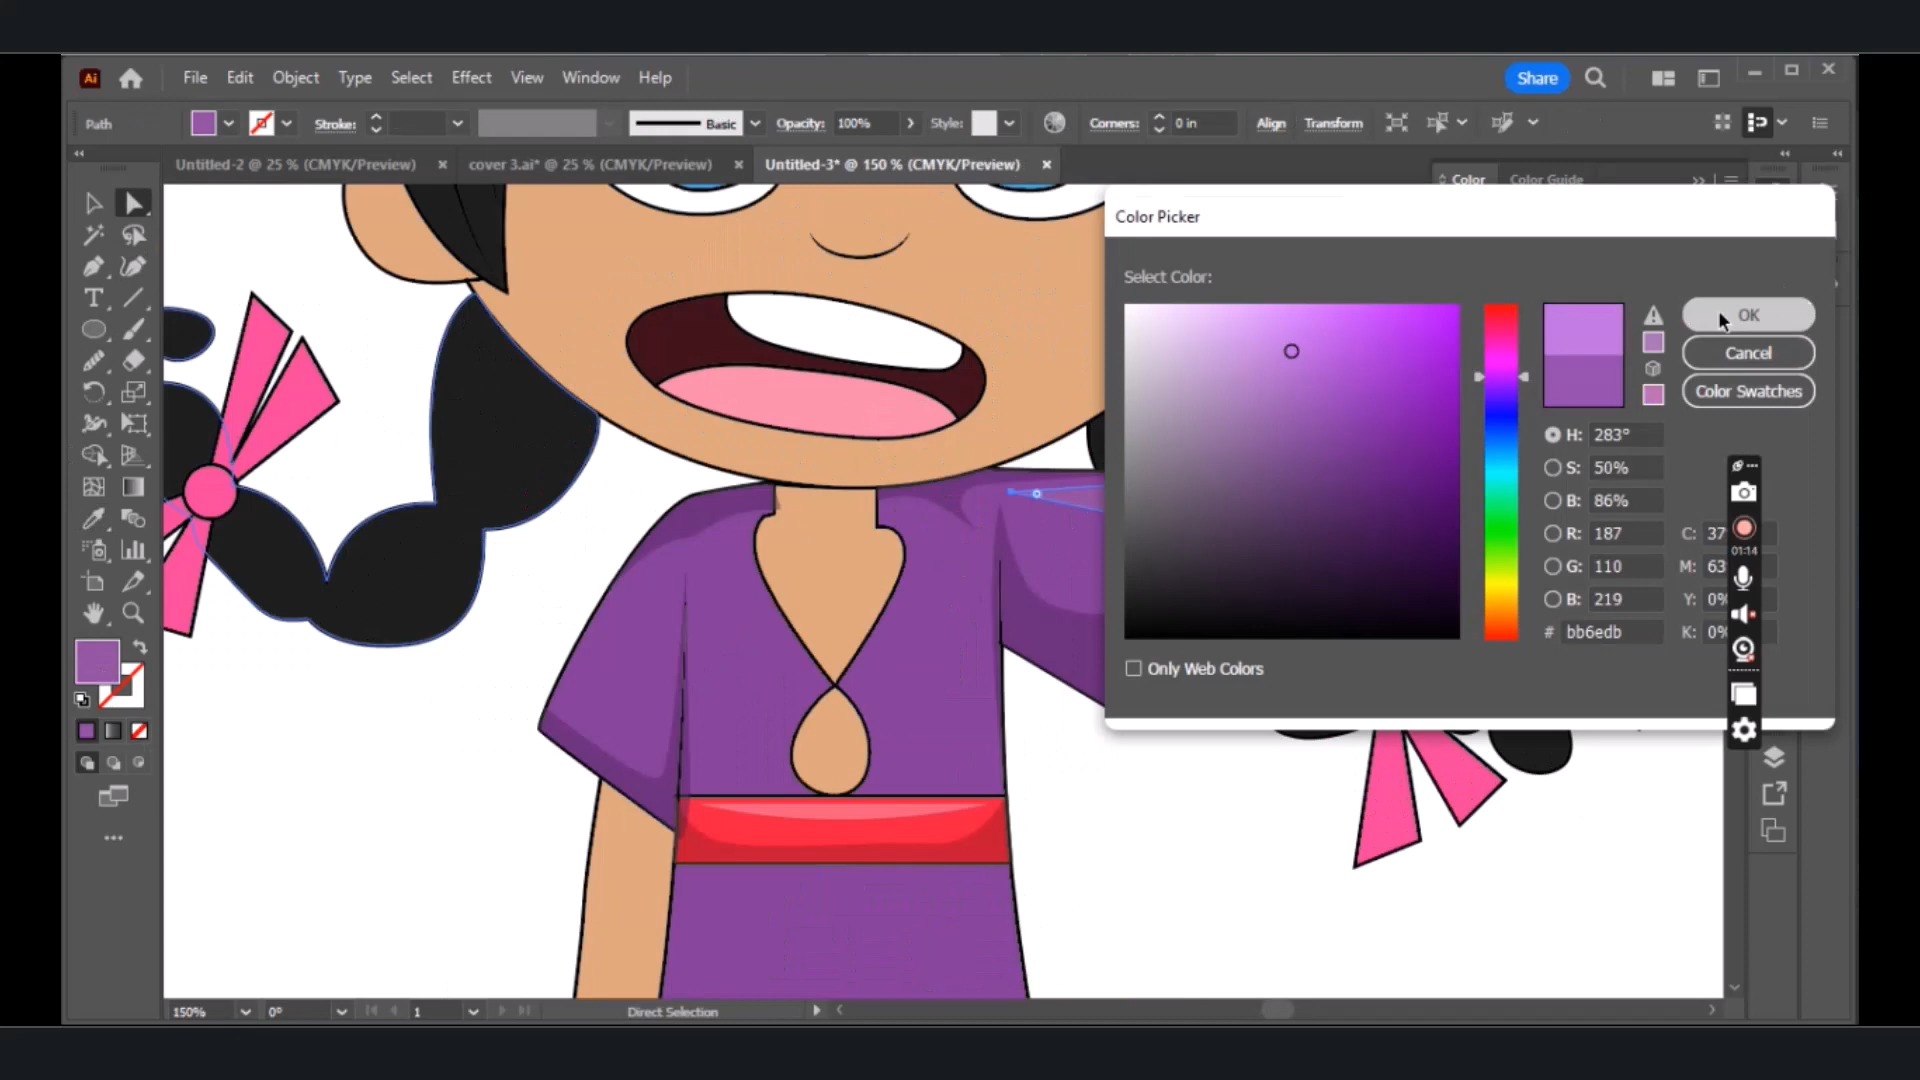 Ai File Edit Object Type Select Effect View Window Help Share
Path Stroke: Basic Opacity: 100% Style: Corners: 0 in Align Transform
Untitled-2 @ 25 % (CMYK/Preview) cover 3.ai* @ 25 % (CMYK/Preview) Untitled-3* @ 150 % (CMYK/Preview)
Color Color Guide
Color Picker
Select Color:
OK
Cancel
Color Swatches
H: 283°
S: 50%
B: 86%
R: 187 C: 37
G: 110 M: 63
B: 219 Y: 0%
# bb6edb K: 0%
01:14
Only Web Colors
150% 0° 1 Direct Selection